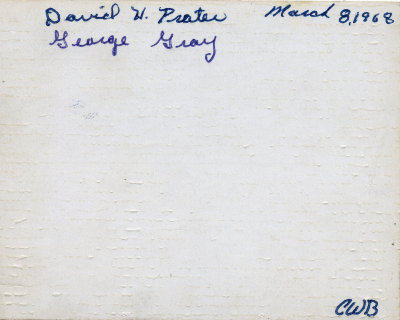 David W. Prater March 8, 1968
George Gray
CWB